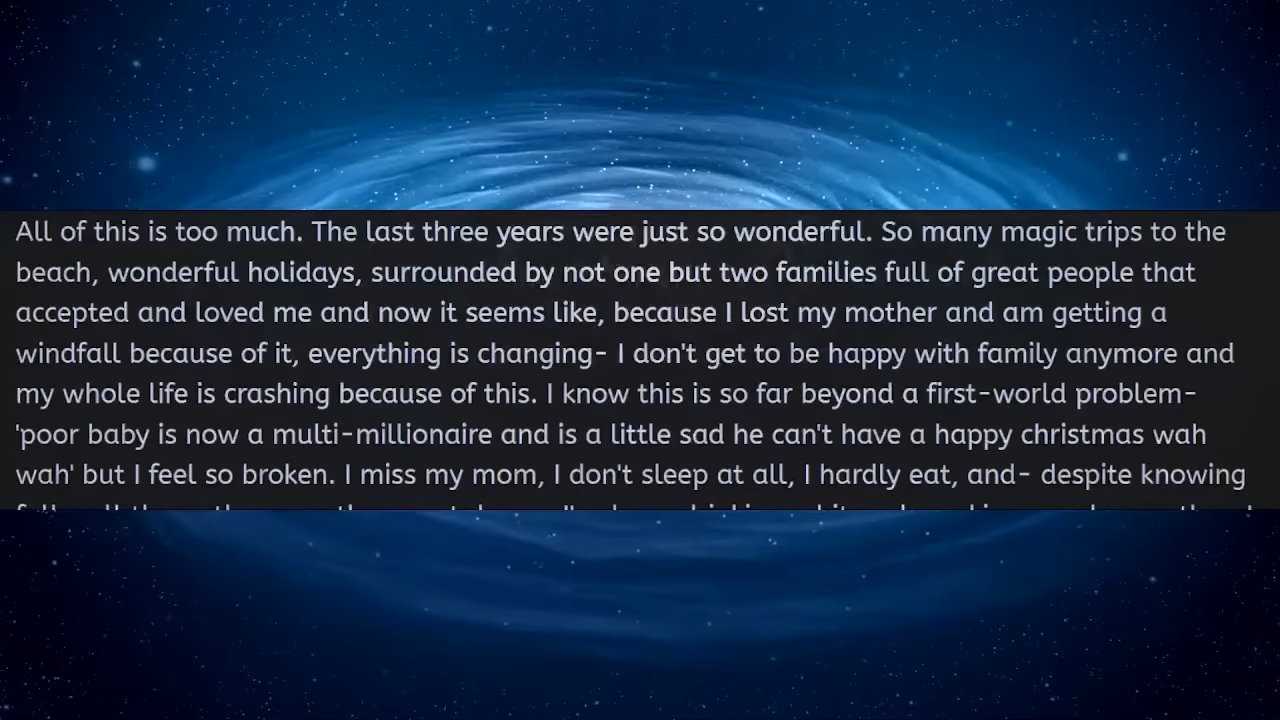 All of this is too much. The last three years were just so wonderful. So many magic trips to the
beach, wonderful holidays, surrounded by not one but two families full of great people that
accepted and loved me and now it seems like, because I lost my mother and am getting a
windfall because of it, everything is changing- I don't get to be happy with family anymore and
my whole life is crashing because of this. I know this is so far beyond a first-world problem-
'poor baby is now a multi-millionaire and is a little sad he can't have a happy christmas wah
wah' but I feel so broken. I miss my mom, I don't sleep at all, I hardly eat, and- despite knowing